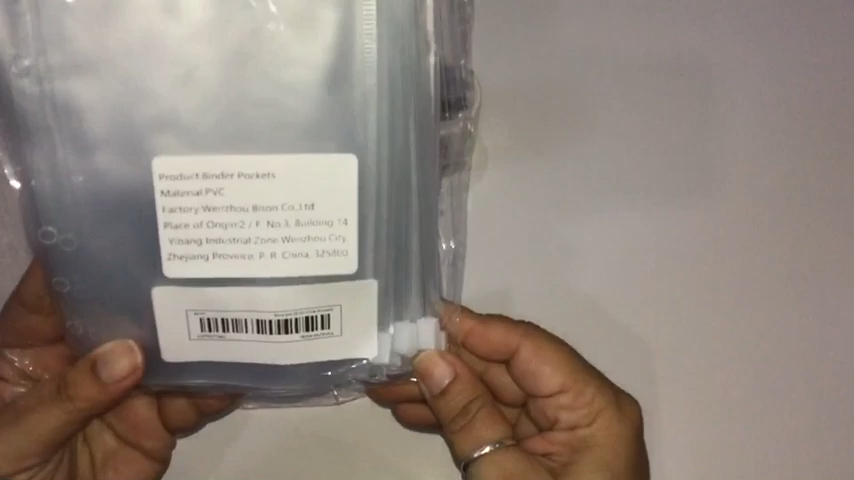 Product:Binder Pockets
Material:PVC
Factory:Wenzhou Bison Co.,Ltd
Place of Origin:2 / F, No.3, Building 14
Yibang Industrial Zone Wenzhou City,
Zhejiang Province, P. R. China, 325800